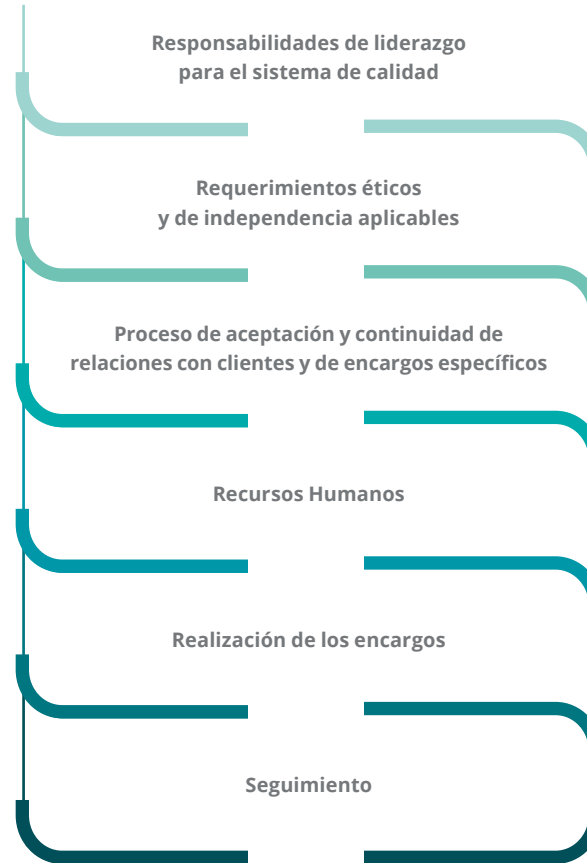 Responsabilidades de liderazgo
para el sistema de calidad
Requerimientos éticos
y de independencia aplicables
Proceso de aceptación y continuidad de
relaciones con clientes y de encargos específicos
Recursos Humanos
Realización de los encargos
Seguimiento